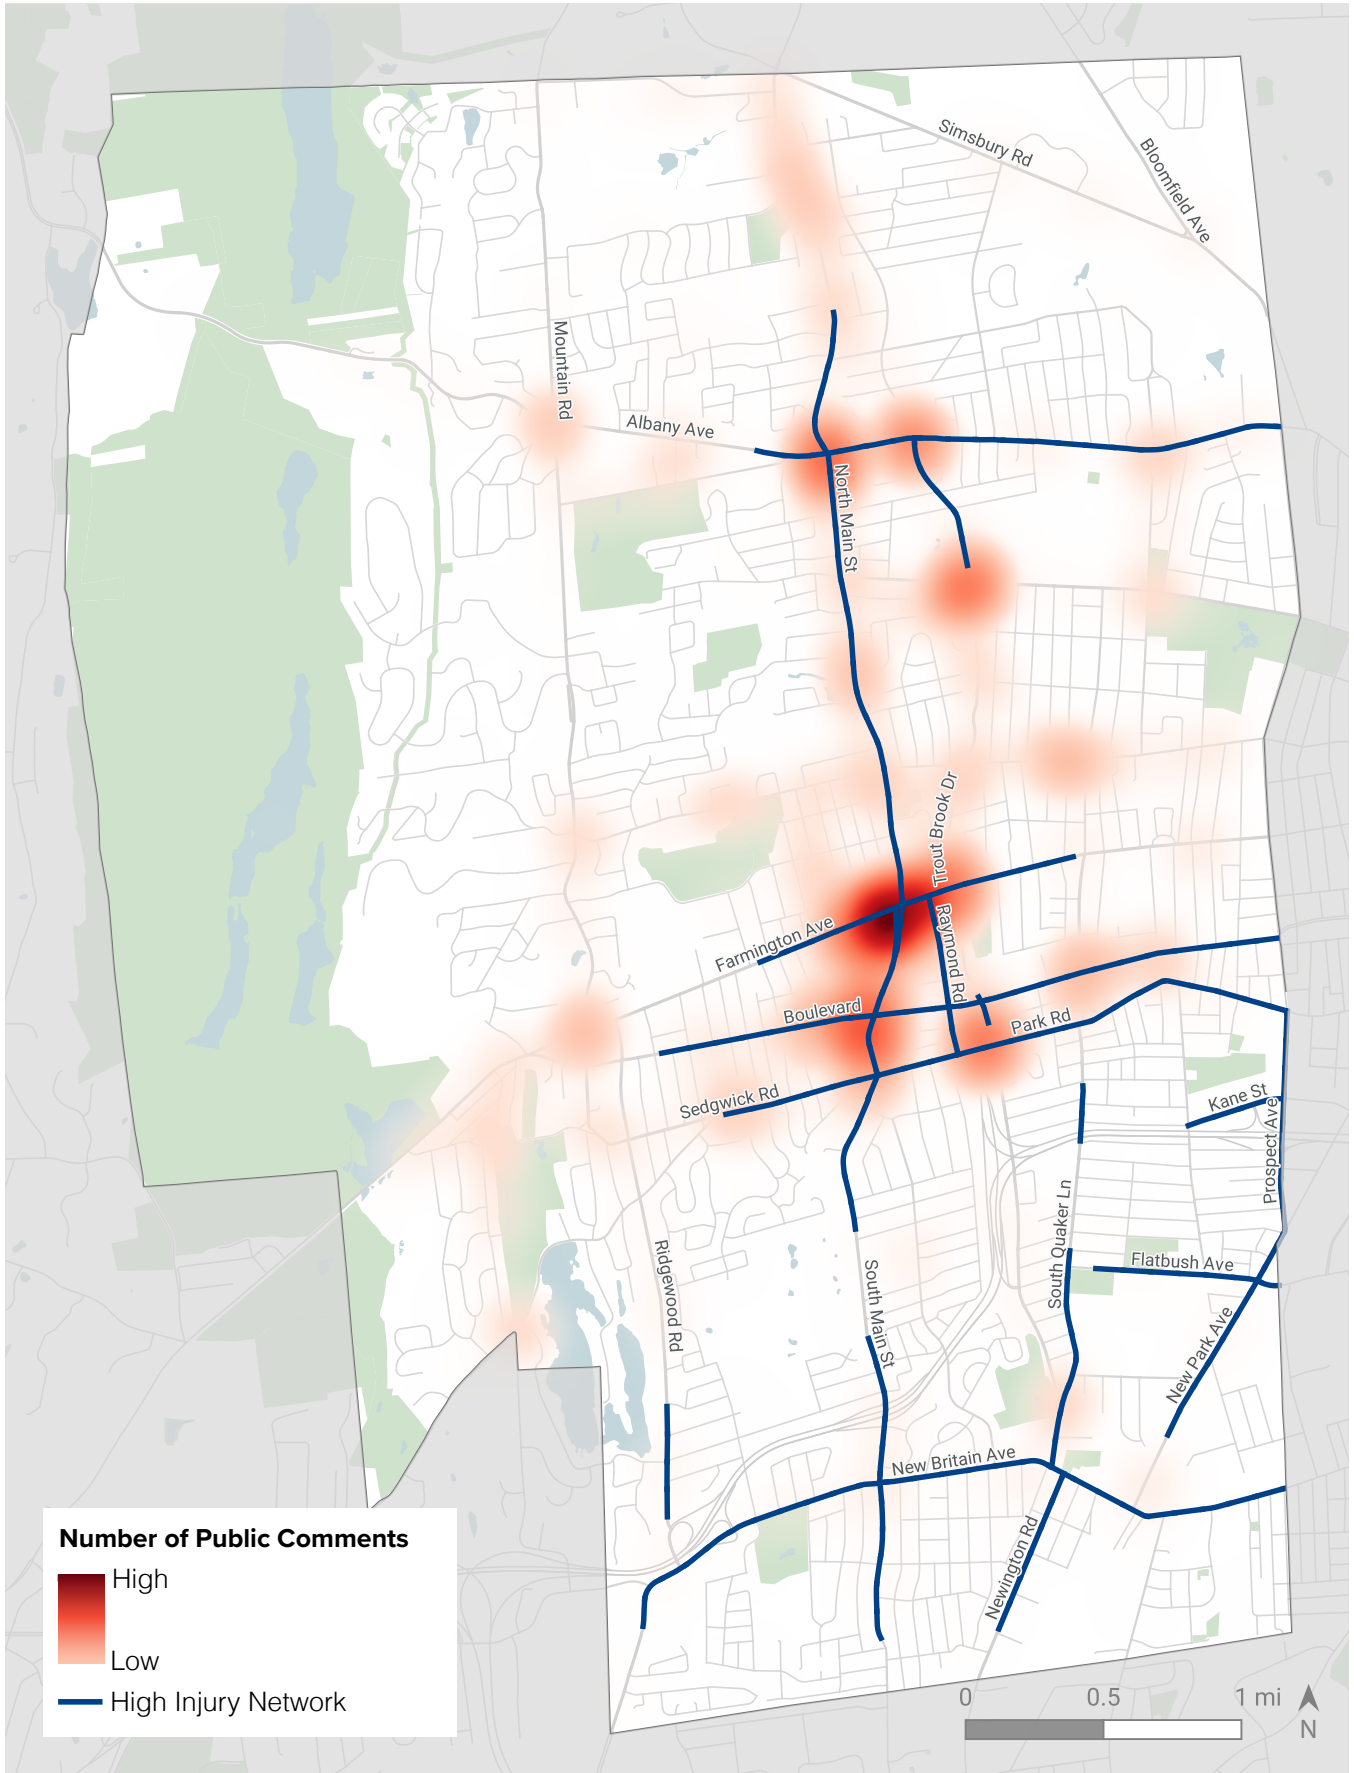 Simsbury Rd
Bloomfield Ave
Mountain Rd
Albany Ave
North Main St
Trout Brook Dr
Farmington Ave
Raymond Rd
Boulevard
Park Rd
Sedgwick Rd
Kane St
Prospect Ave
South Quaker Ln
Ridgewood Rd
Flatbush Ave
South Main St
New Park Ave
New Britain Ave
Newington Rd
Number of Public Comments
High
Low
High Injury Network
0 0.5 1 mi
N